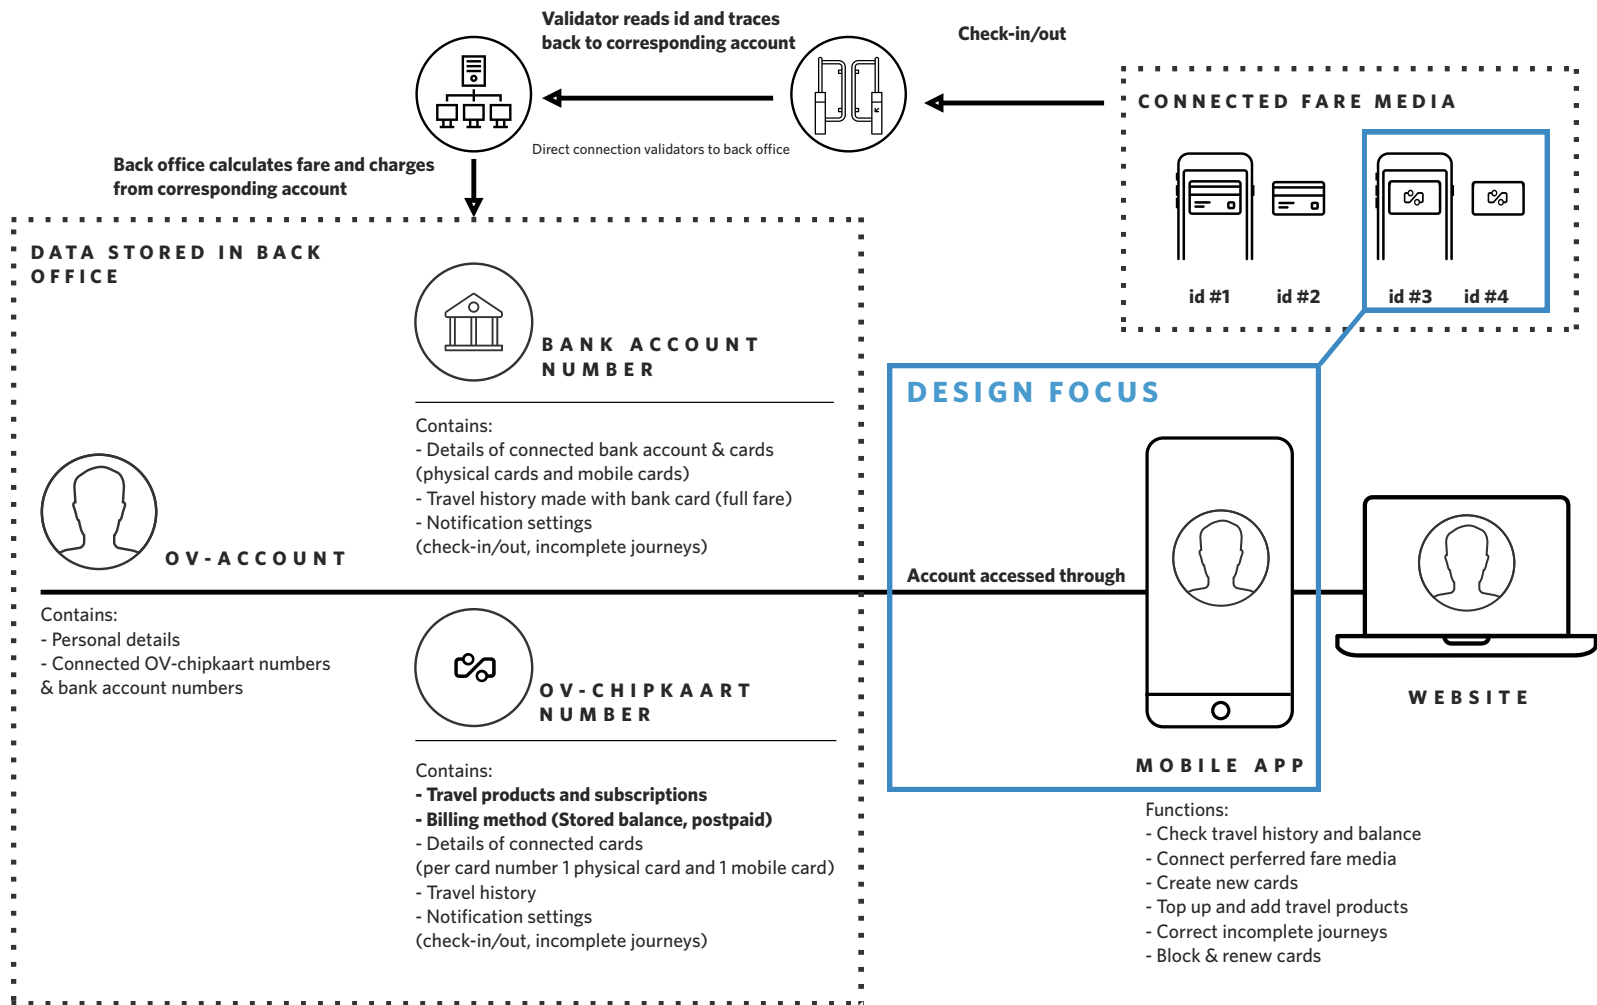 Validator reads id and traces
back to corresponding account
Check-in/out
CONNECTED FARE MEDIA
Direct connection validators to back office
Back office calculates fare and charges
from corresponding account
id #1
id #2
id #3
id #4
DATA STORED IN BACK
OFFICE
BANK ACCOUNT
NUMBER
Contains:
- Details of connected bank account & cards
(physical cards and mobile cards)
- Travel history made with bank card (full fare)
- Notification settings
(check-in/out, incomplete journeys)
OV-ACCOUNT
Contains:
- Personal details
- Connected OV-chipkaart numbers
& bank account numbers
OV-CHIPKAART
NUMBER
Contains:
- Travel products and subscriptions
- Billing method (Stored balance, postpaid)
- Details of connected cards
(per card number 1 physical card and 1 mobile card)
- Travel history
- Notification settings
(check-in/out, incomplete journeys)
DESIGN FOCUS
Account accessed through
MOBILE APP
Functions:
- Check travel history and balance
- Connect perferred fare media
- Create new cards
- Top up and add travel products
- Correct incomplete journeys
- Block & renew cards
WEBSITE